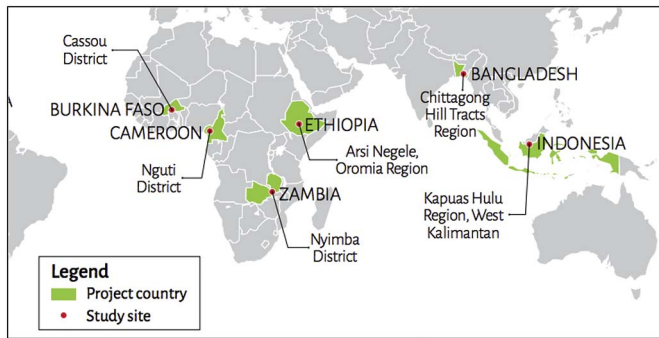 Cassou
District
BURKINA FASO
CAMEROON
Nguti
District
ETHIOPIA
Arsi Negele,
Oromia Region
ZAMBIA
Nyimba
District
BANGLADESH
Chittagong
Hill Tracts
Region
INDONESIA
Kapuas Hulu
Region, West
Kalimantan
Legend
Project country
Study site